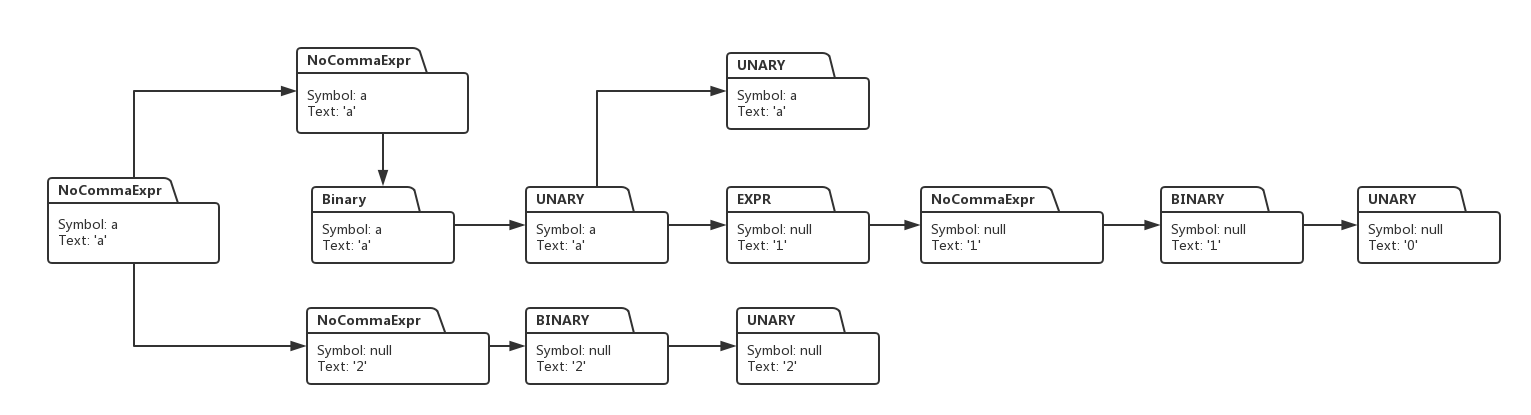 NoCommaExpr
Symbol: a
Text: 'a'
UNARY
Symbol: a
Text: 'a'
NoCommaExpr
Symbol: a
Text: 'a'
Binary
Symbol: a
Text: 'a'
UNARY
Symbol: a
Text: 'a'
EXPR
Symbol: null
Text: '1'
NoCommaExpr
Symbol: null
Text: '1'
BINARY
Symbol: null
Text: '1'
UNARY
Symbol: null
Text: '0'
NoCommaExpr
Symbol: null
Text: '2'
BINARY
Symbol: null
Text: '2'
UNARY
Symbol: null
Text: '2'